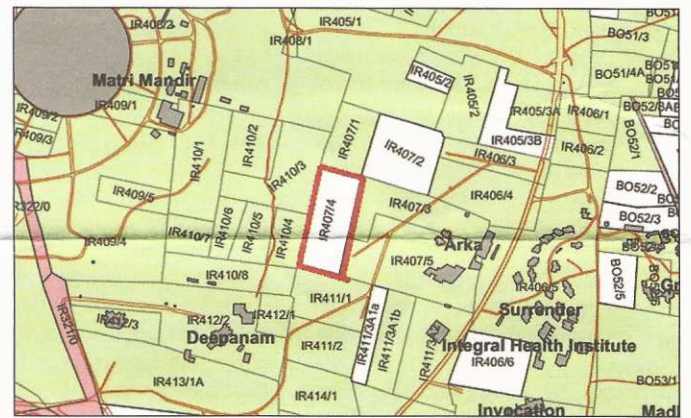 IR408/2
IR405/1
IR408/1
BO51/3
Matri Mandir
IR405/2
IR405/2
BO51/4A
IR409/2
IR409/1
IR409/3
IR410/1
IR410/2
IR407/1
IR405/3A
IR406/1
IR405/3B
BO52/1
IR407/2
IR406/3
IR406/2
IR410/3
IR409/5
IR407/4
IR407/3
IR406/4
BO52/2
BO52/3
IR410/6
IR410/5
IR410/4
IR410/7
IR409/4
Arka
IR407/5
IR410/8
IR406/5
BO52/5
IR321/0
IR411/1
Surrender
IR412/2
IR412/1
Deepanam
IR411/3A1a
IR411/3A1b
IR411/2
Integral Health Institute
IR406/6
IR413/1A
IR414/1
BO53/1
Invocation